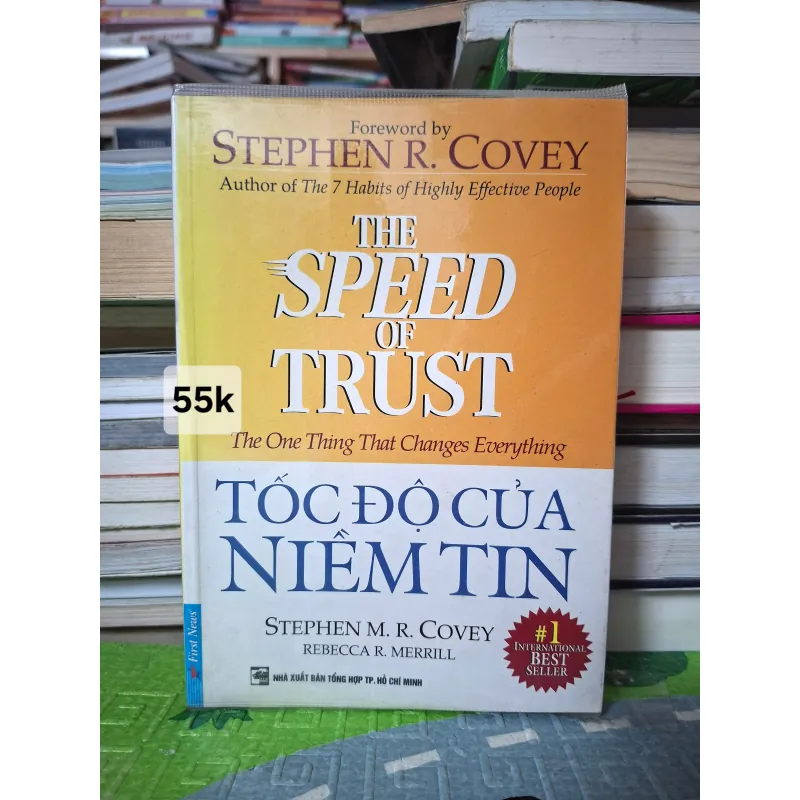 Foreword by
STEPHEN R. COVEY
Author of The 7 Habits of Highly Effective People
THE
SPEED
OF
TRUST
55k
The One Thing That Changes Everything
TỐC ĐỘ CỦA
NIỀM TIN
STEPHEN M. R. COVEY
REBECCA R. MERRILL
#1
INTERNATIONAL
BEST
SELLER
First News
NHÀ XUẤT BẢN TỔNG HỢP TP. HỒ CHÍ MINH